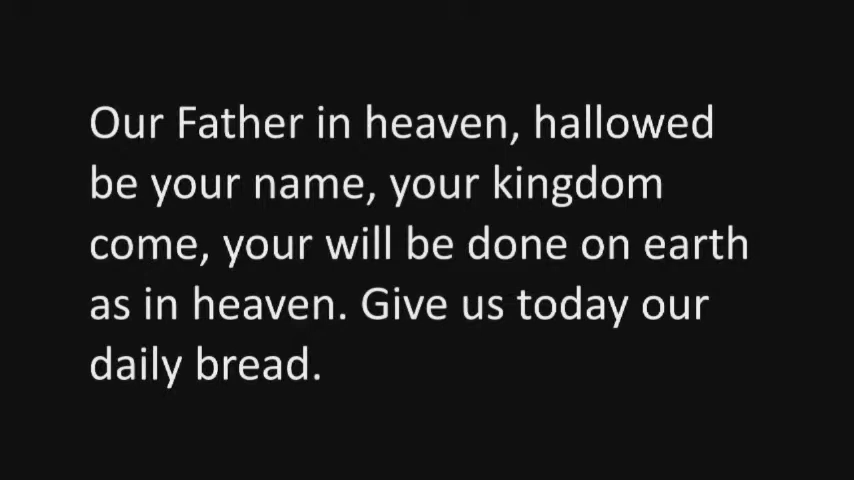 Our Father in heaven, hallowed
be your name, your kingdom
come, your will be done on earth
as in heaven. Give us today our
daily bread.